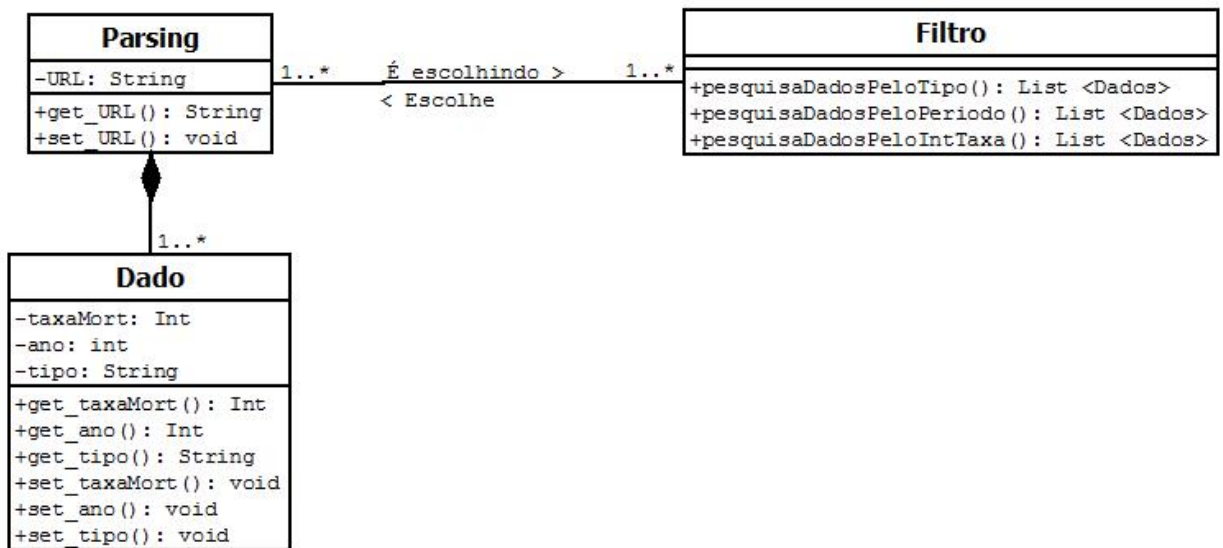 Parsing
-URL: String
+get_URL(): String
+set_URL(): void
1..*
É escolhindo >
1..*
< Escolhe
Filtro
+pesquisaDadosPeloTipo(): List <Dados>
+pesquisaDadosPeloPeriodo(): List <Dados>
+pesquisaDadosPeloIntTaxa(): List <Dados>
1..*
Dado
-taxaMort: Int
-ano: int
-tipo: String
+get_taxaMort(): Int
+get_ano(): Int
+get_tipo(): String
+set_taxaMort(): void
+set_ano(): void
+set_tipo(): void